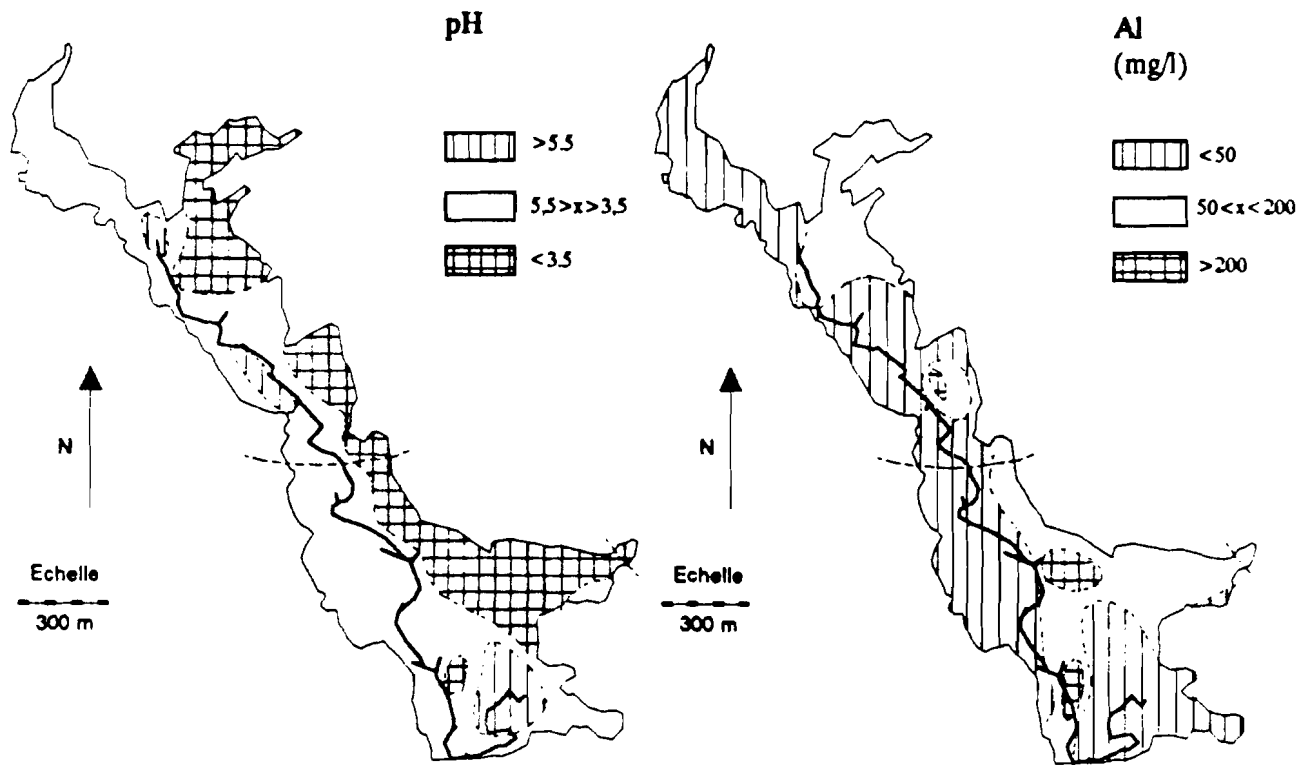 pH
>5.5
5,5>x>3,5
<3.5
N
Echelle
300 m
Al
(mg/l)
<50
50<x<200
>200
N
Echelle
300 m